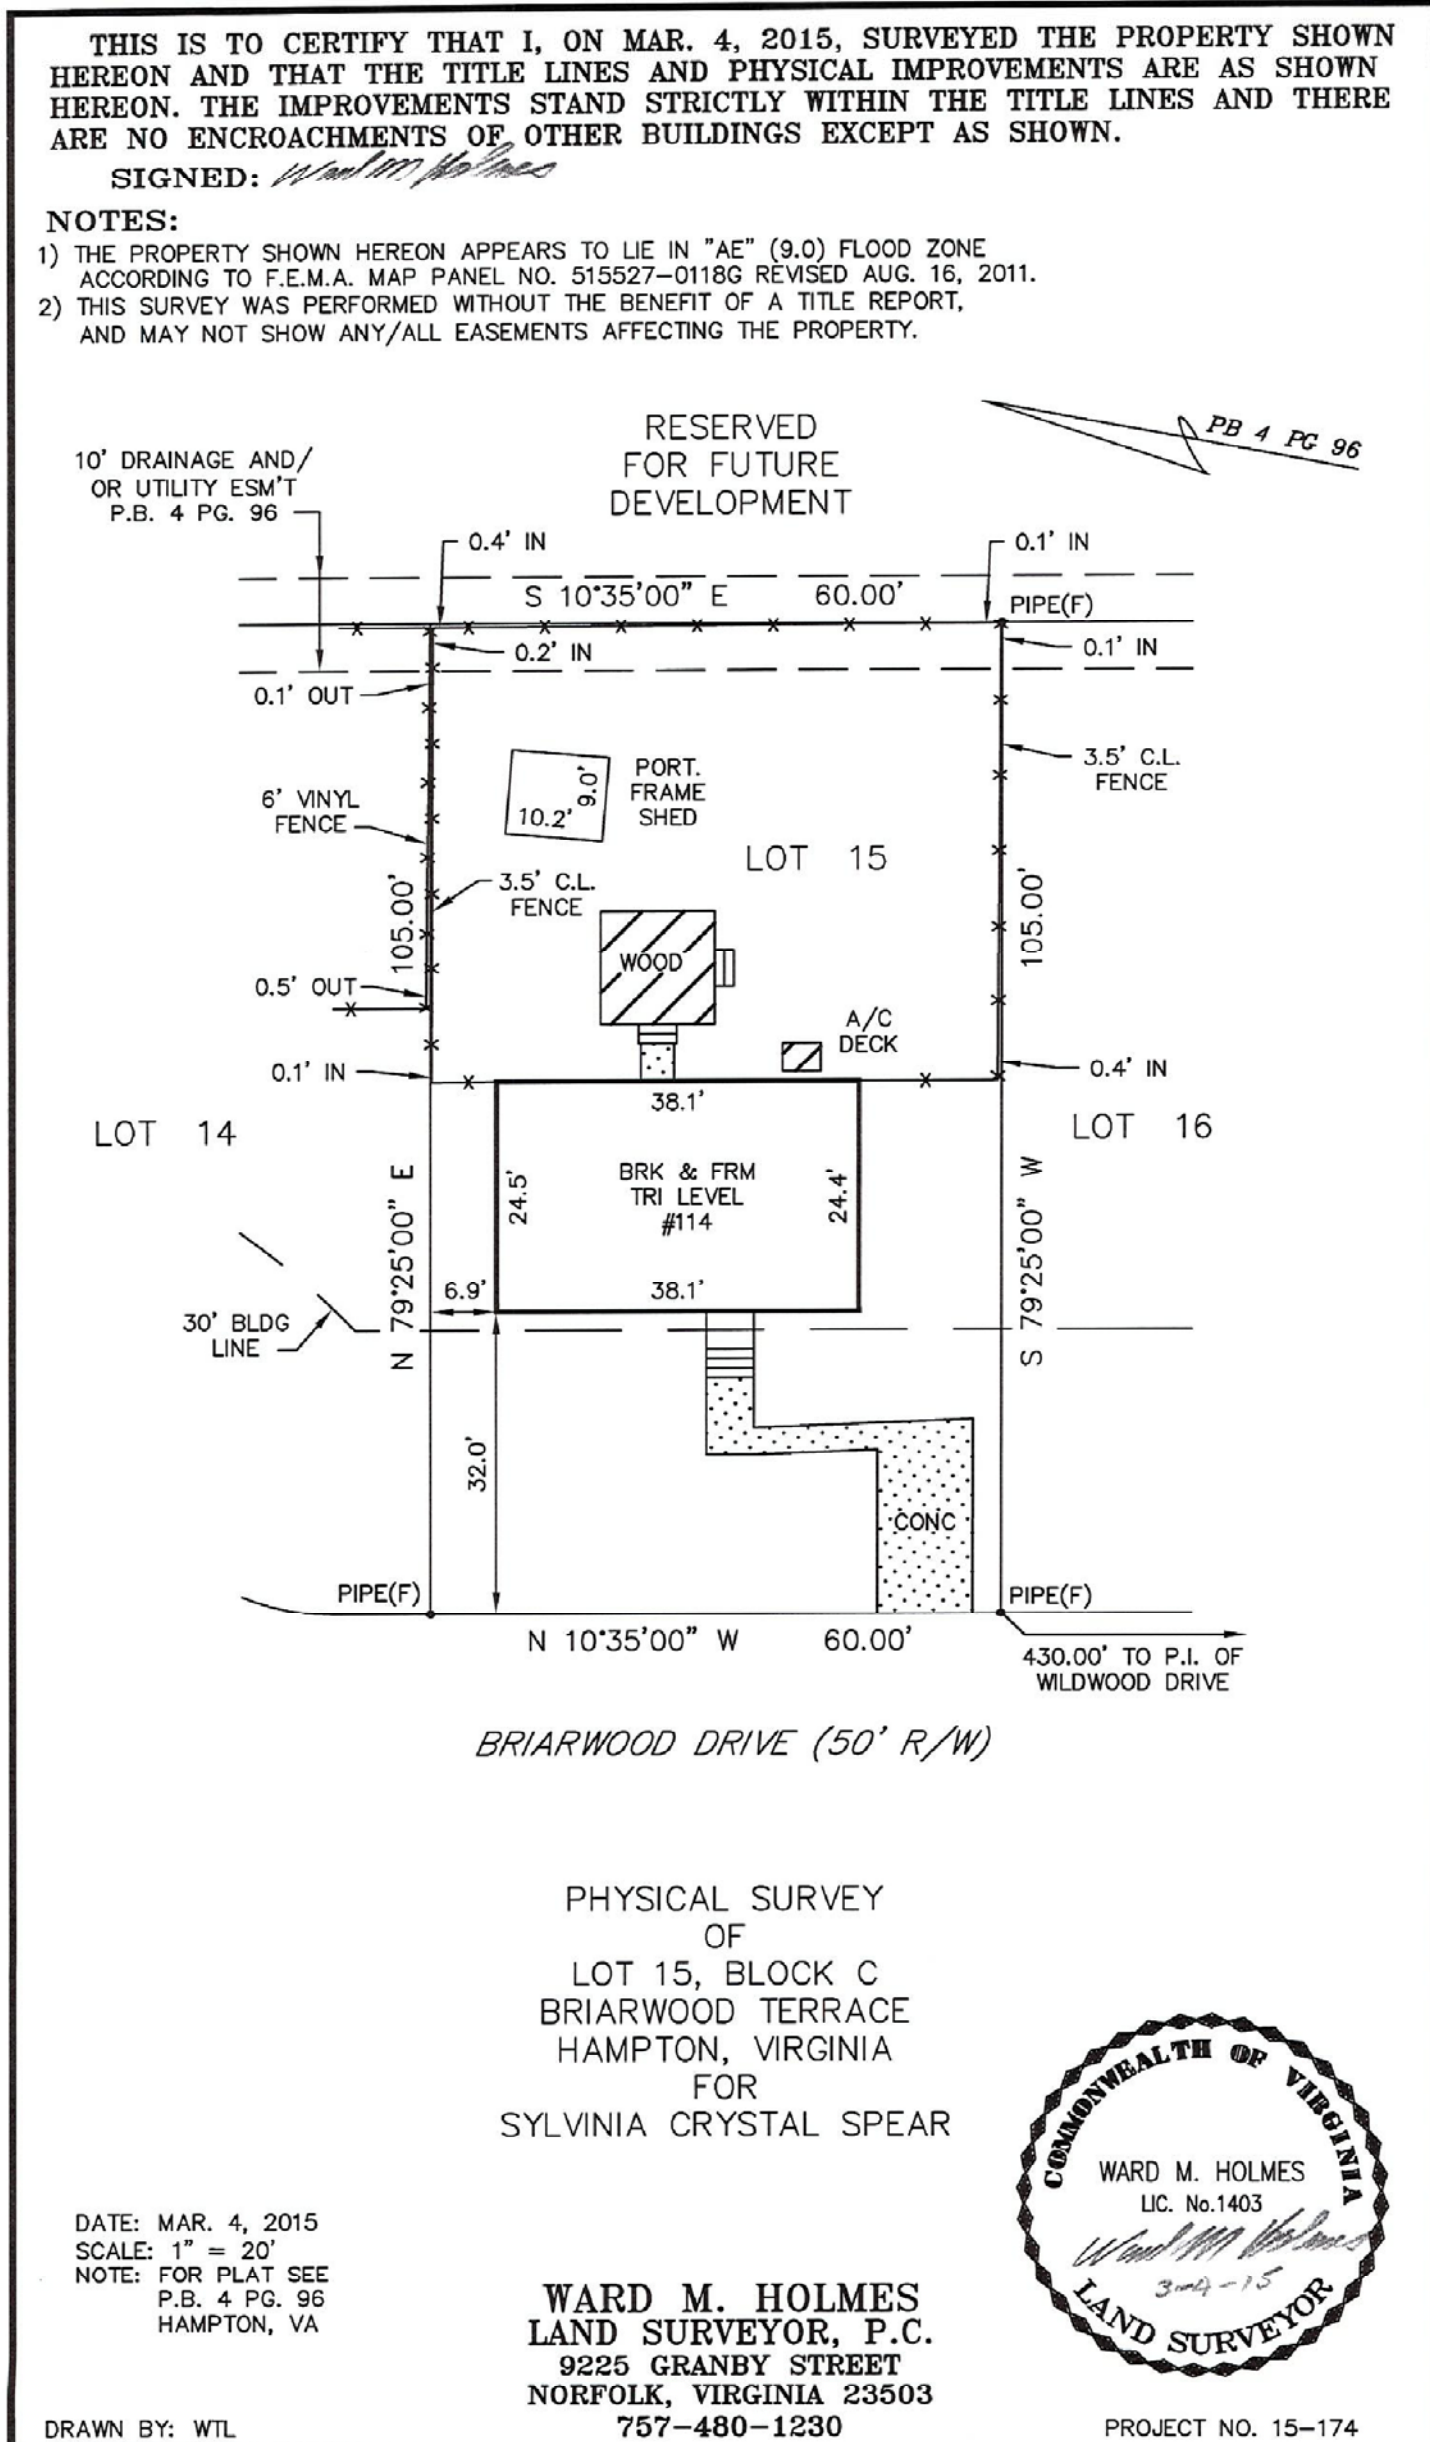 THIS IS TO CERTIFY THAT I, ON MAR. 4, 2015, SURVEYED THE PROPERTY SHOWN
HEREON AND THAT THE TITLE LINES AND PHYSICAL IMPROVEMENTS ARE AS SHOWN
HEREON. THE IMPROVEMENTS STAND STRICTLY WITHIN THE TITLE LINES AND THERE
ARE NO ENCROACHMENTS OF OTHER BUILDINGS EXCEPT AS SHOWN.
SIGNED: Ward M Holmes
NOTES:
1) THE PROPERTY SHOWN HEREON APPEARS TO LIE IN "AE" (9.0) FLOOD ZONE
ACCORDING TO F.E.M.A. MAP PANEL NO. 515527-0118G REVISED AUG. 16, 2011.
2) THIS SURVEY WAS PERFORMED WITHOUT THE BENEFIT OF A TITLE REPORT,
AND MAY NOT SHOW ANY/ALL EASEMENTS AFFECTING THE PROPERTY.
RESERVED
FOR FUTURE
DEVELOPMENT
PB 4 PG 96
10' DRAINAGE AND/
OR UTILITY ESM'T
P.B. 4 PG. 96
0.4' IN
0.1' IN
S 10°35'00" E 60.00'
PIPE(F)
0.2' IN
0.1' IN
0.1' OUT
3.5' C.L.
FENCE
PORT.
FRAME
SHED
9.0'
10.2'
6' VINYL
FENCE
LOT 15
3.5' C.L.
FENCE
105.00'
105.00'
WOOD
0.5' OUT
A/C
DECK
0.1' IN
0.4' IN
38.1'
LOT 14
LOT 16
BRK & FRM
TRI LEVEL
#114
24.5'
24.4'
N 79°25'00" E
S 79°25'00" W
6.9'
38.1'
30' BLDG
LINE
32.0'
CONC
PIPE(F)
PIPE(F)
N 10°35'00" W 60.00'
430.00' TO P.I. OF
WILDWOOD DRIVE
BRIARWOOD DRIVE (50' R/W)
PHYSICAL SURVEY
OF
LOT 15, BLOCK C
BRIARWOOD TERRACE
HAMPTON, VIRGINIA
FOR
SYLVINIA CRYSTAL SPEAR
COMMONWEALTH OF VIRGINIA
WARD M. HOLMES
LIC. No.1403
Ward M Holmes
3-4-15
LAND SURVEYOR
DATE: MAR. 4, 2015
SCALE: 1" = 20'
NOTE: FOR PLAT SEE
P.B. 4 PG. 96
HAMPTON, VA
WARD M. HOLMES
LAND SURVEYOR, P.C.
9225 GRANBY STREET
NORFOLK, VIRGINIA 23503
757-480-1230
DRAWN BY: WTL
PROJECT NO. 15-174